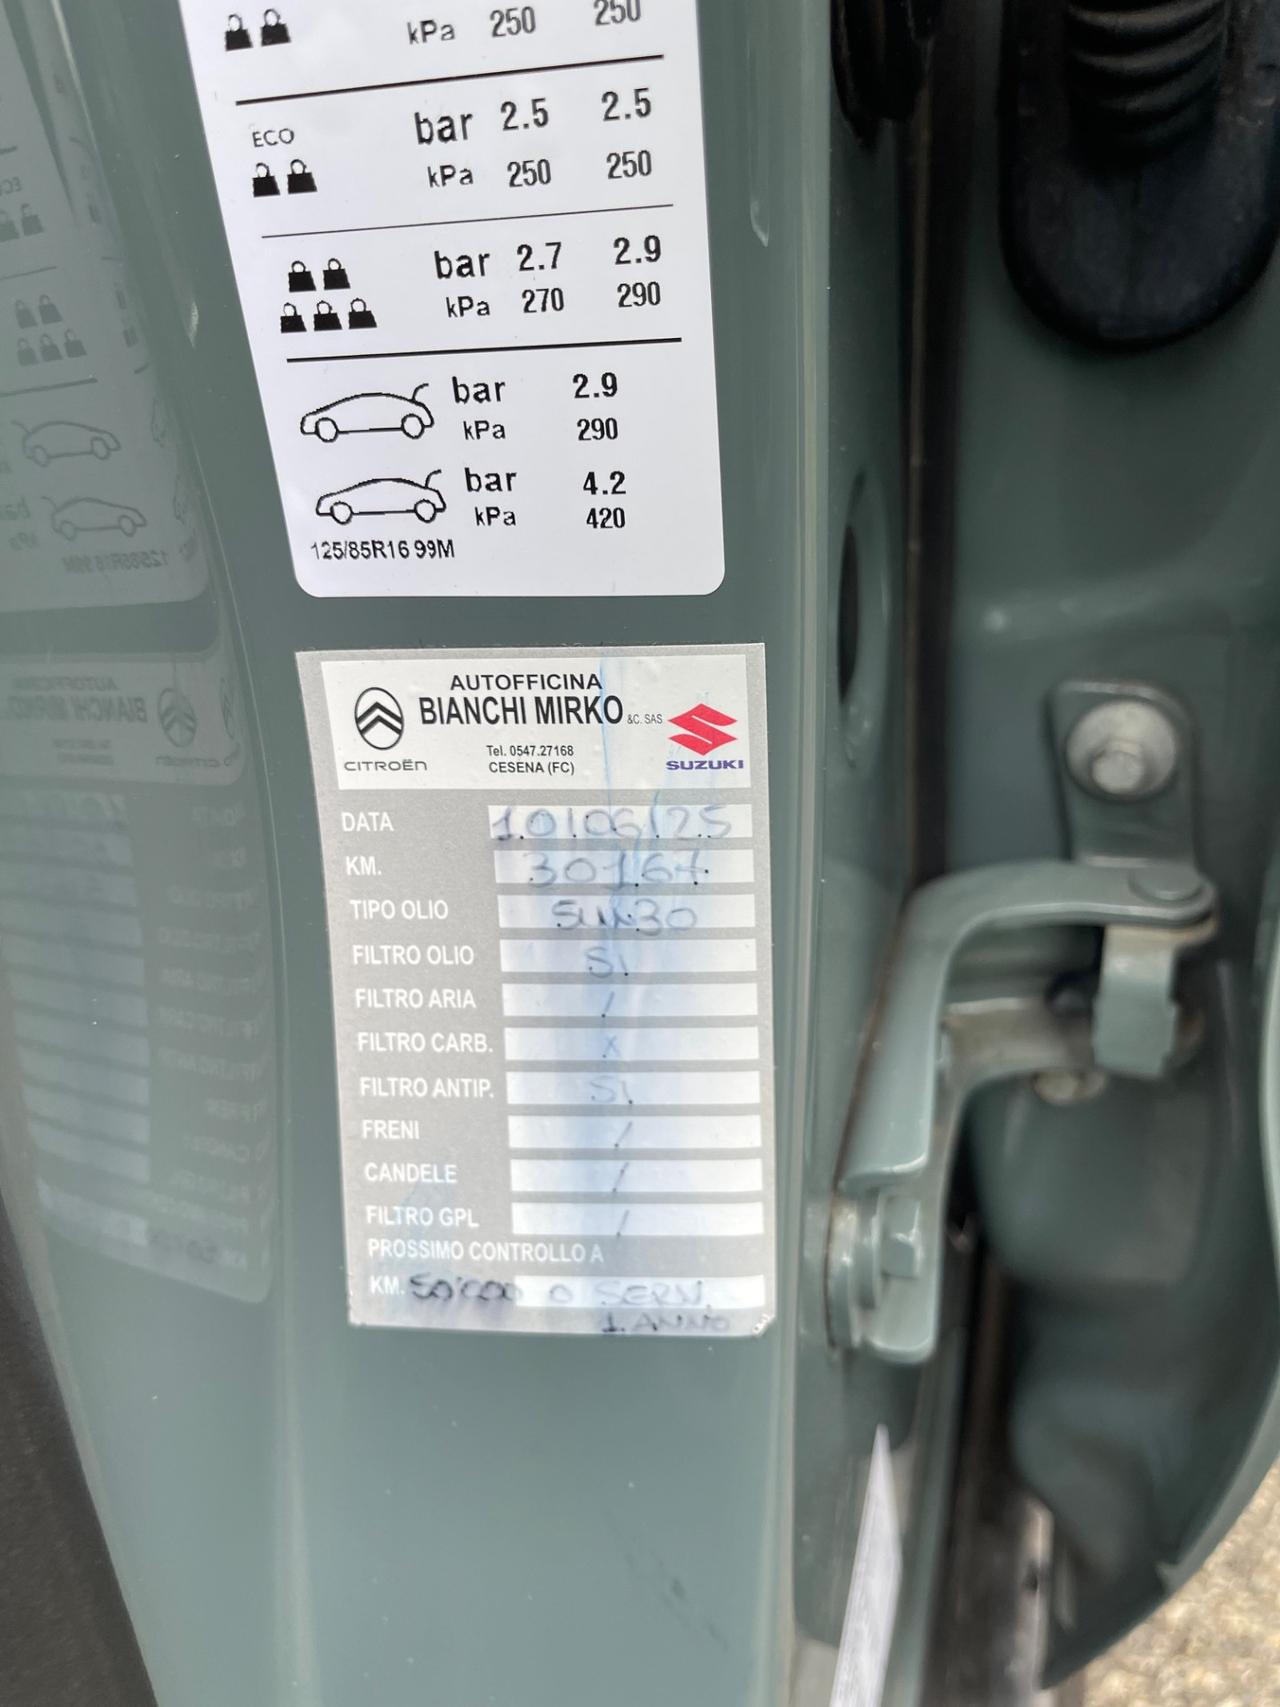 kPa 250 250
ECO bar 2.5 2.5
kPa 250 250
bar 2.7 2.9
kPa 270 290
bar 2.9
kPa 290
bar 4.2
kPa 420
125/85R16 99M
AUTOFFICINA
BIANCHI MIRKO &C. SAS
Tel. 0547.27168
CITROËN CESENA (FC) SUZUKI
DATA 10/06/25
KM. 30167
TIPO OLIO 5W30
FILTRO OLIO SI
FILTRO ARIA /
FILTRO CARB. X
FILTRO ANTIP. SI
FRENI /
CANDELE /
FILTRO GPL /
PROSSIMO CONTROLLO A
KM. 50'000 O SERV.
1. ANNO